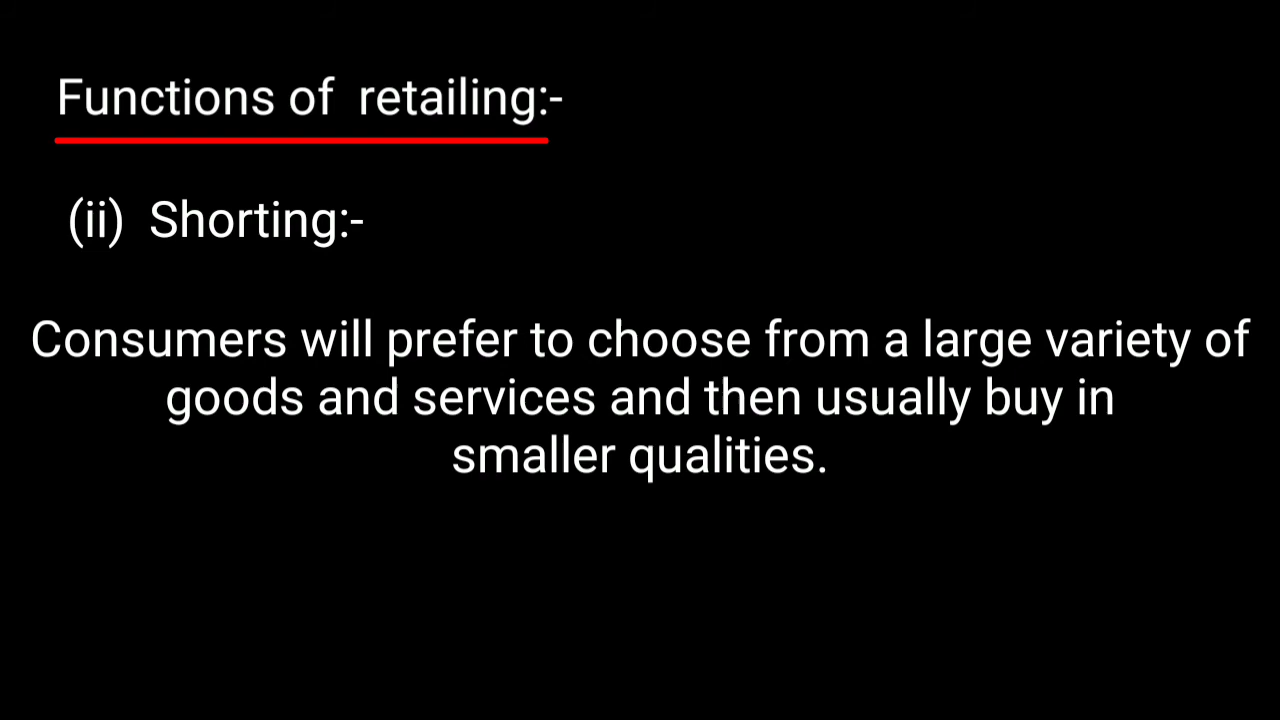 Functions of retailing:-
(ii) Shorting:-
Consumers will prefer to choose from a large variety of
goods and services and then usually buy in
smaller qualities.